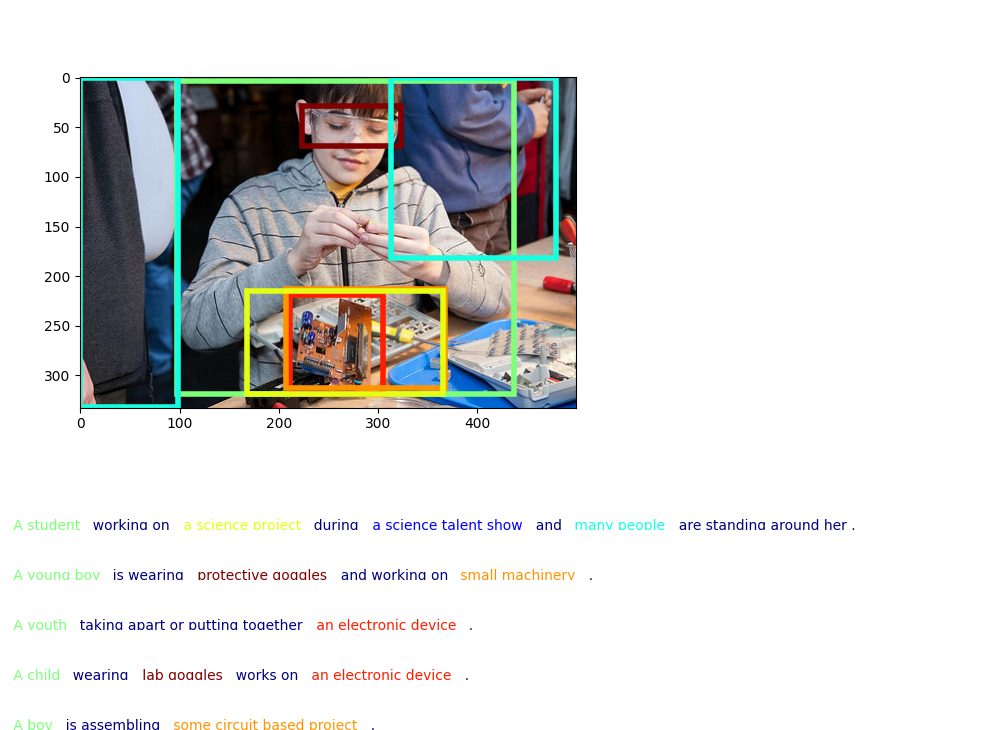 0
50
100
150
200
250
300
0 100 200 300 400
A student working on a science project during a science talent show and many people are standing around her .
A young boy is wearing protective goggles and working on small machinery .
A youth taking apart or putting together an electronic device .
A child wearing lab goggles works on an electronic device .
A boy is assembling some circuit based project .